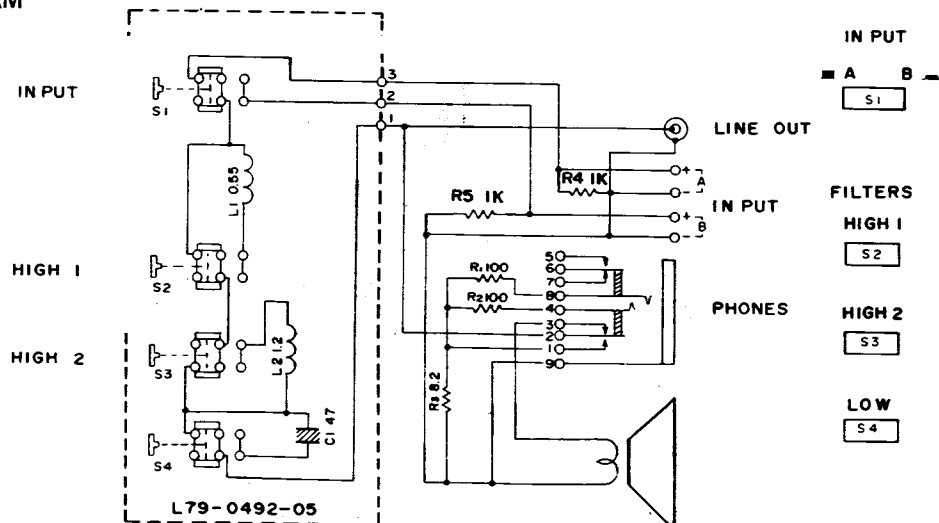 M
IN PUT
S1
3
2
1
L1 0.55
HIGH 1
S2
HIGH 2
S3
L2 1.2
C1 47
S4
L79-0492-05
LINE OUT
R4 1K
+
-
A
R5 1K
IN PUT
+
-
B
R1 100
R2 100
R3 8.2
5
6
7
8
4
3
2
1
9
PHONES
IN PUT
A B
S1
FILTERS
HIGH 1
S2
HIGH 2
S3
LOW
S4